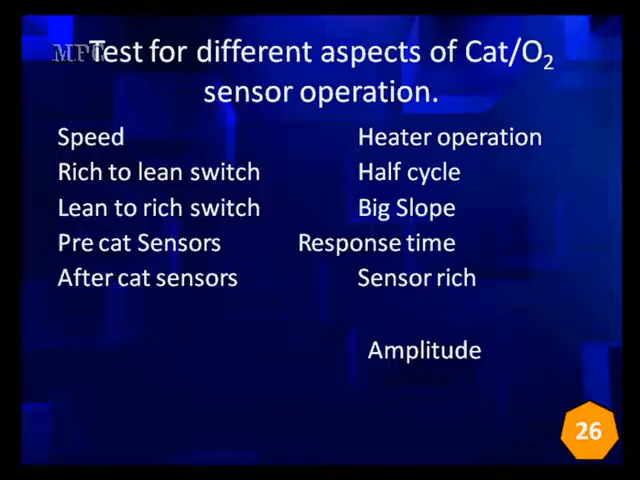 MPC
Test for different aspects of Cat/O2
sensor operation.
Speed Heater operation
Rich to lean switch Half cycle
Lean to rich switch Big Slope
Pre cat Sensors Response time
After cat sensors Sensor rich
Amplitude
26